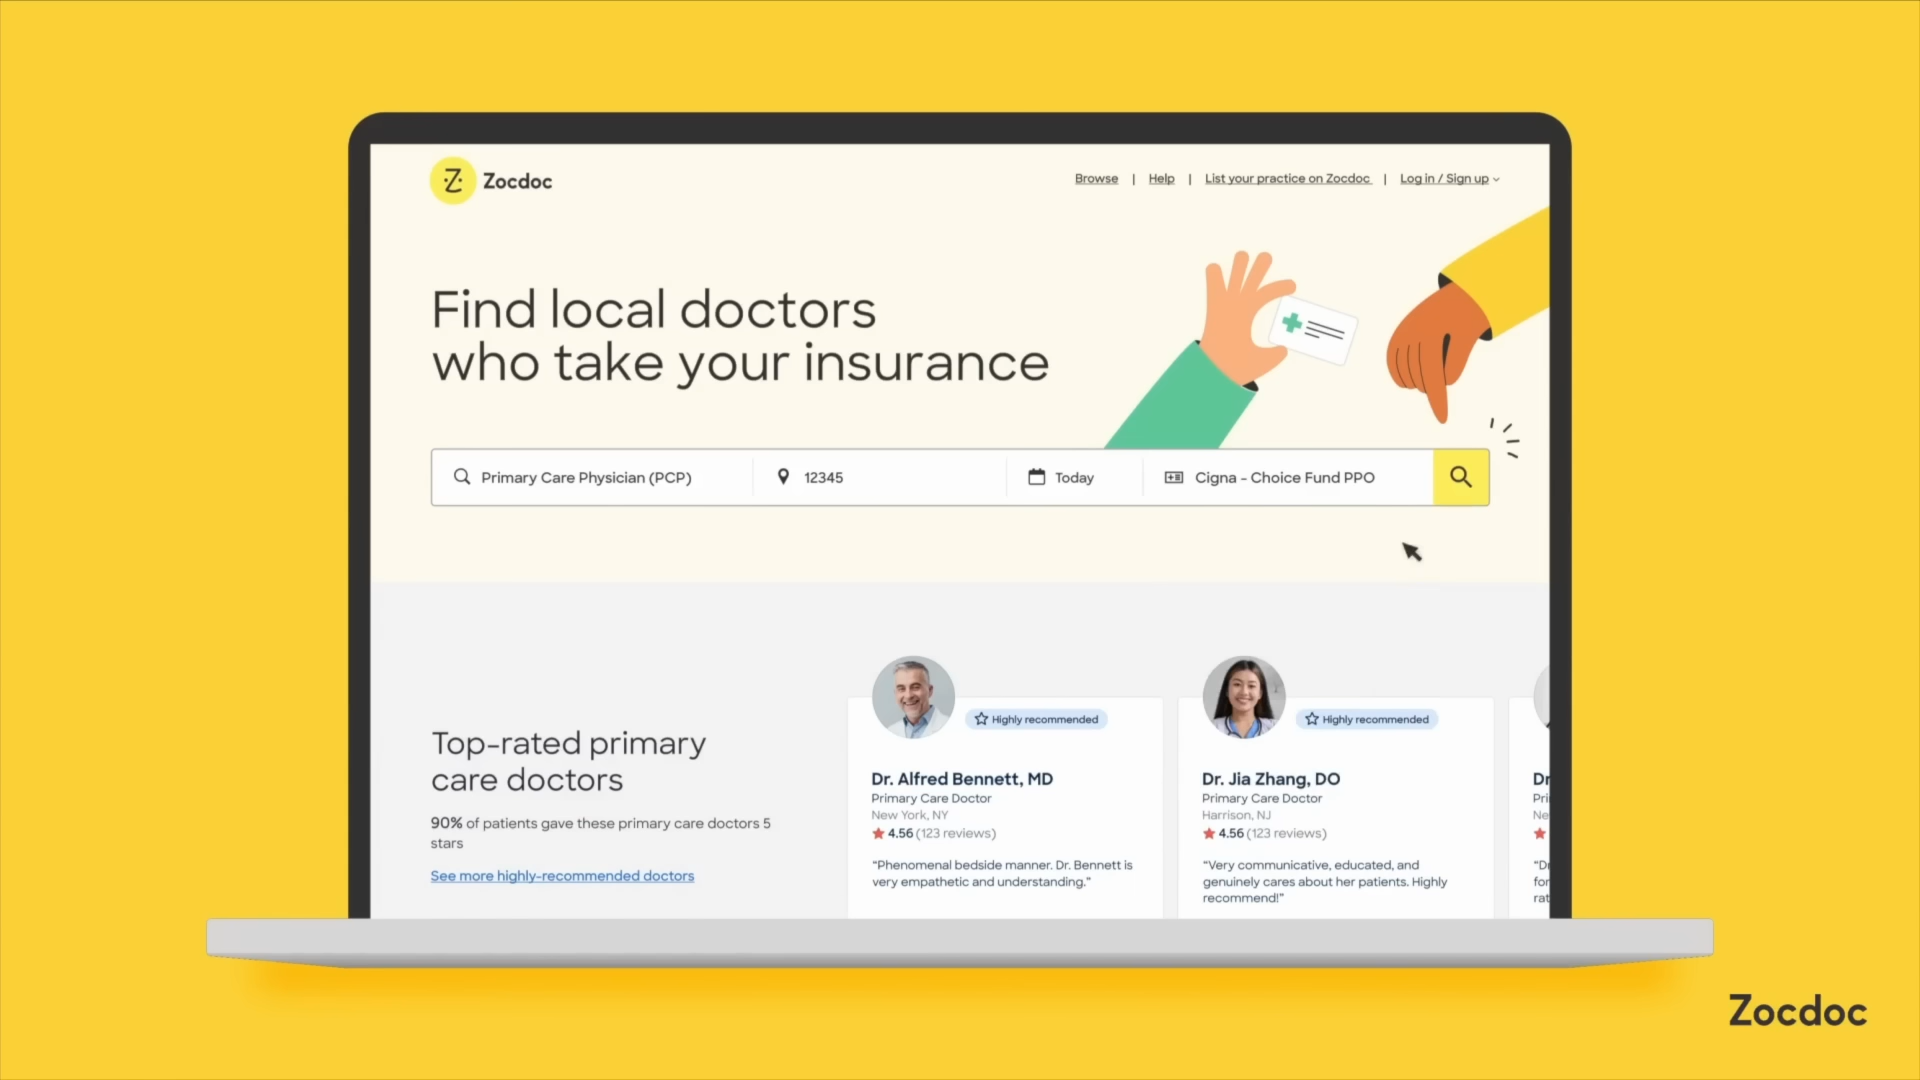 Zocdoc
Browse | Help | List your practice on Zocdoc | Log in / Sign up
Find local doctors
who take your insurance
Primary Care Physician (PCP) 12345 Today Cigna - Choice Fund PPO
Top-rated primary
care doctors
90% of patients gave these primary care doctors 5
stars
See more highly-recommended doctors
Highly recommended
Dr. Alfred Bennett, MD
Primary Care Doctor
New York, NY
4.56 (123 reviews)
“Phenomenal bedside manner. Dr. Bennett is
very empathetic and understanding.”
Highly recommended
Dr. Jia Zhang, DO
Primary Care Doctor
Harrison, NJ
4.56 (123 reviews)
“Very communicative, educated, and
genuinely cares about her patients. Highly
recommend!”
Zocdoc